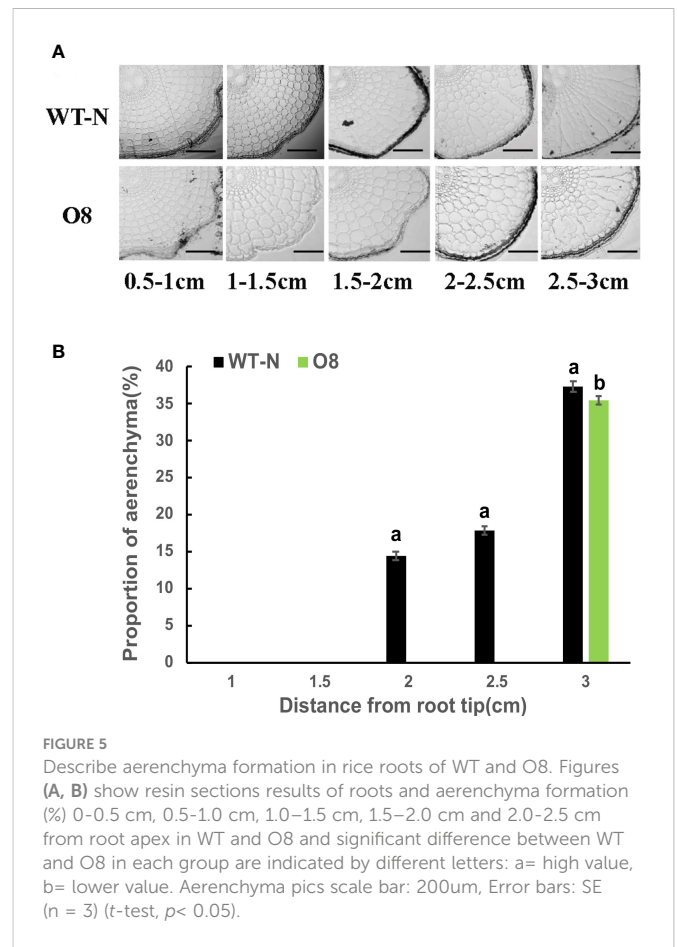 A
WT-N
O8
0.5-1cm 1-1.5cm 1.5-2cm 2-2.5cm 2.5-3cm
B
WT-N O8
Proportion of aerenchyma(%)
40
35
30
25
20
15
10
5
0
a
a
a
b
1 1.5 2 2.5 3
Distance from root tip(cm)
FIGURE 5
Describe aerenchyma formation in rice roots of WT and O8. Figures
(A, B) show resin sections results of roots and aerenchyma formation
(%) 0-0.5 cm, 0.5-1.0 cm, 1.0–1.5 cm, 1.5–2.0 cm and 2.0-2.5 cm
from root apex in WT and O8 and significant difference between WT
and O8 in each group are indicated by different letters: a= high value,
b= lower value. Aerenchyma pics scale bar: 200um, Error bars: SE
(n = 3) (t-test, p< 0.05).